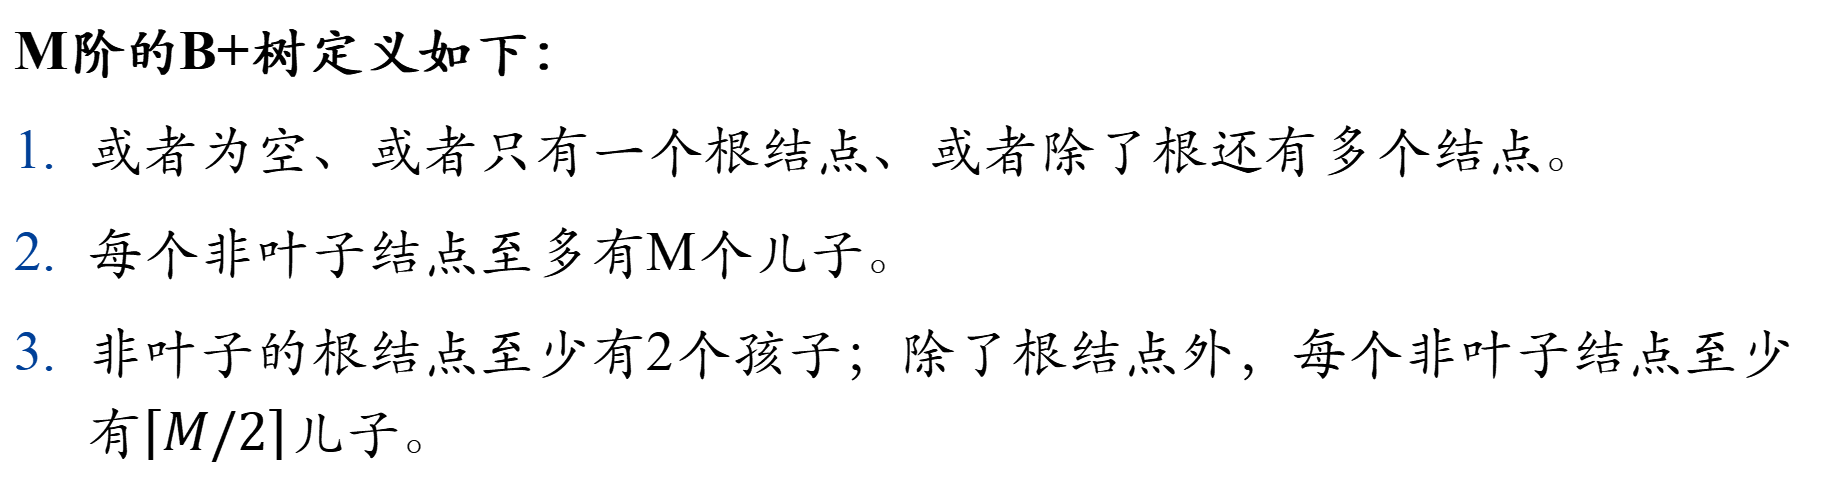 M阶的B+树定义如下：
1. 或者为空、或者只有一个根结点、或者除了根还有多个结点。
2. 每个非叶子结点至多有M个儿子。
3. 非叶子的根结点至少有2个孩子；除了根结点外，每个非叶子结点至少
有⌈M/2⌉儿子。